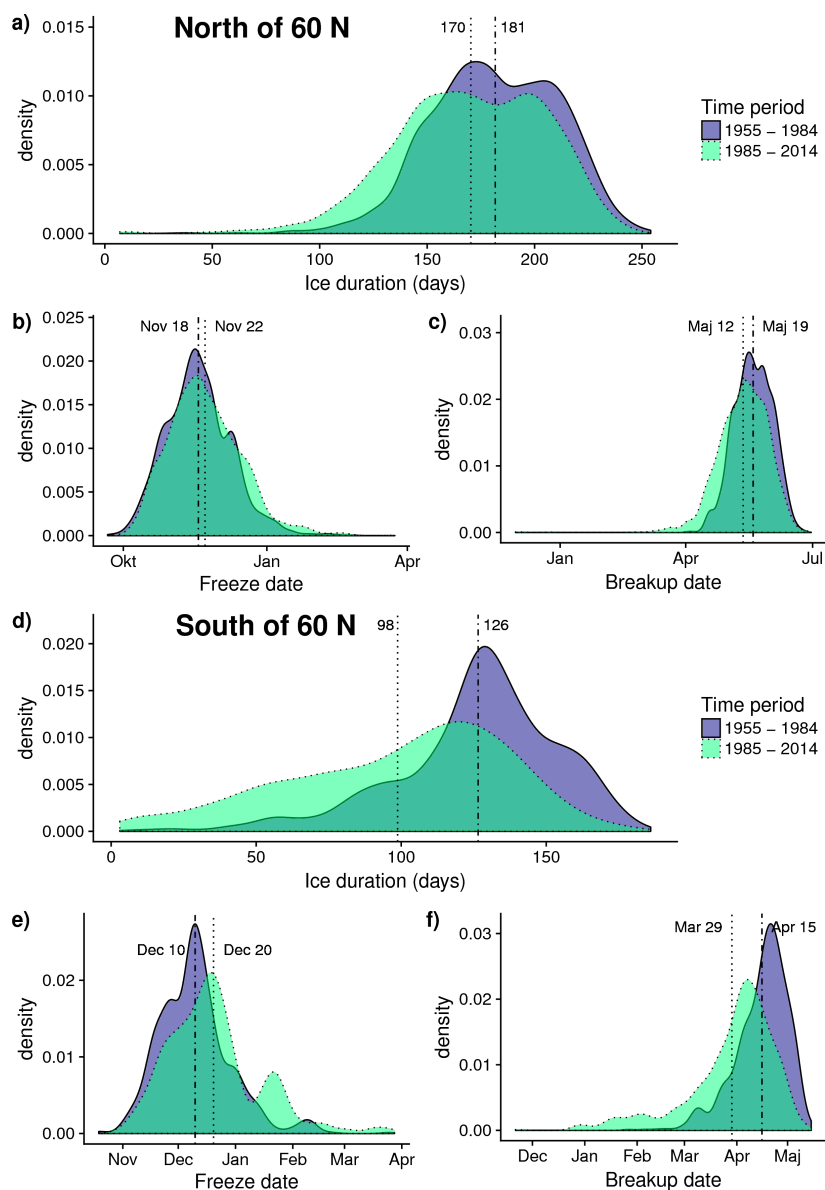 a)
North of 60 N
170
181
0.015
0.010
0.005
0.000
density
0
50
100
150
200
250
Ice duration (days)
Time period
1955 − 1984
1985 − 2014
b)
Nov 18
Nov 22
0.025
0.020
0.015
0.010
0.005
0.000
density
Okt
Jan
Apr
Freeze date
c)
Maj 12
Maj 19
0.03
0.02
0.01
0.00
density
Jan
Apr
Jul
Breakup date
d)
South of 60 N
98
126
0.020
0.015
0.010
0.005
0.000
density
0
50
100
150
Ice duration (days)
Time period
1955 − 1984
1985 − 2014
e)
Dec 10
Dec 20
0.02
0.01
0.00
density
Nov
Dec
Jan
Feb
Mar
Apr
Freeze date
f)
Mar 29
Apr 15
0.03
0.02
0.01
0.00
density
Dec
Jan
Feb
Mar
Apr
Maj
Breakup date